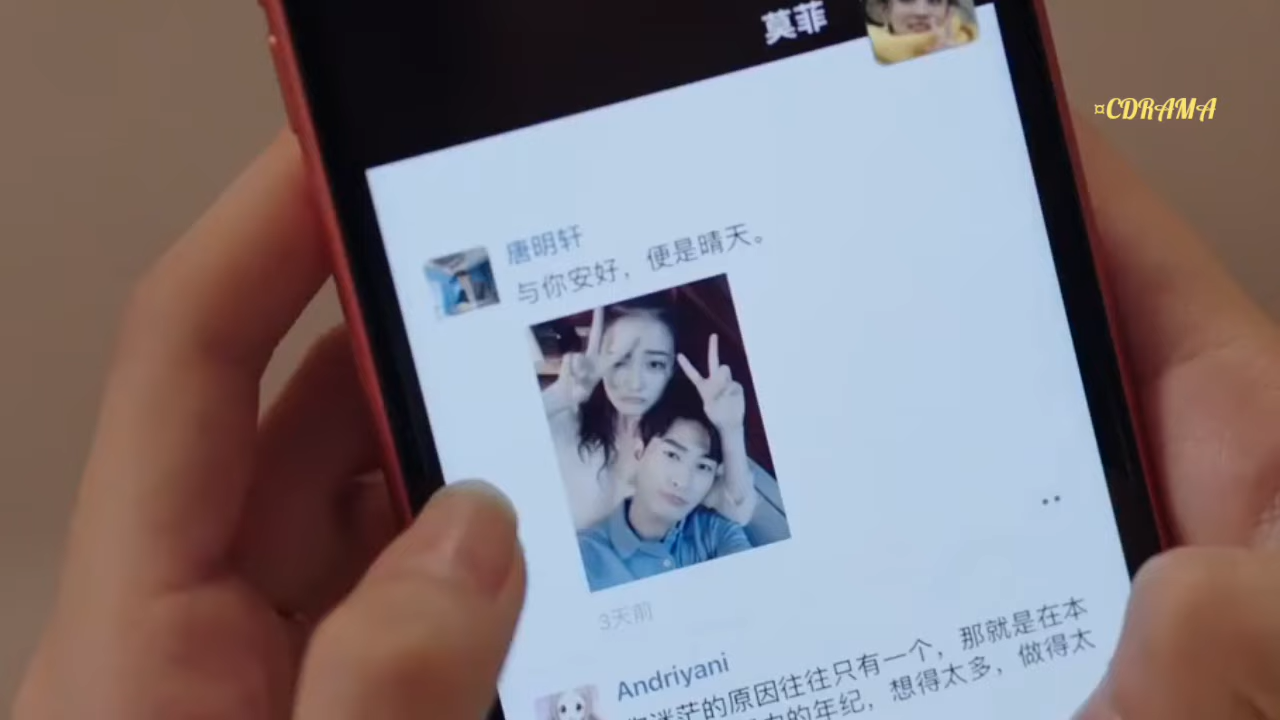 莫菲
¤CDRAMA
唐明轩
与你安好，便是晴天。
3天前
Andriyani
迷茫的原因往往只有一个，那就是在本
的年纪，想得太多，做得太